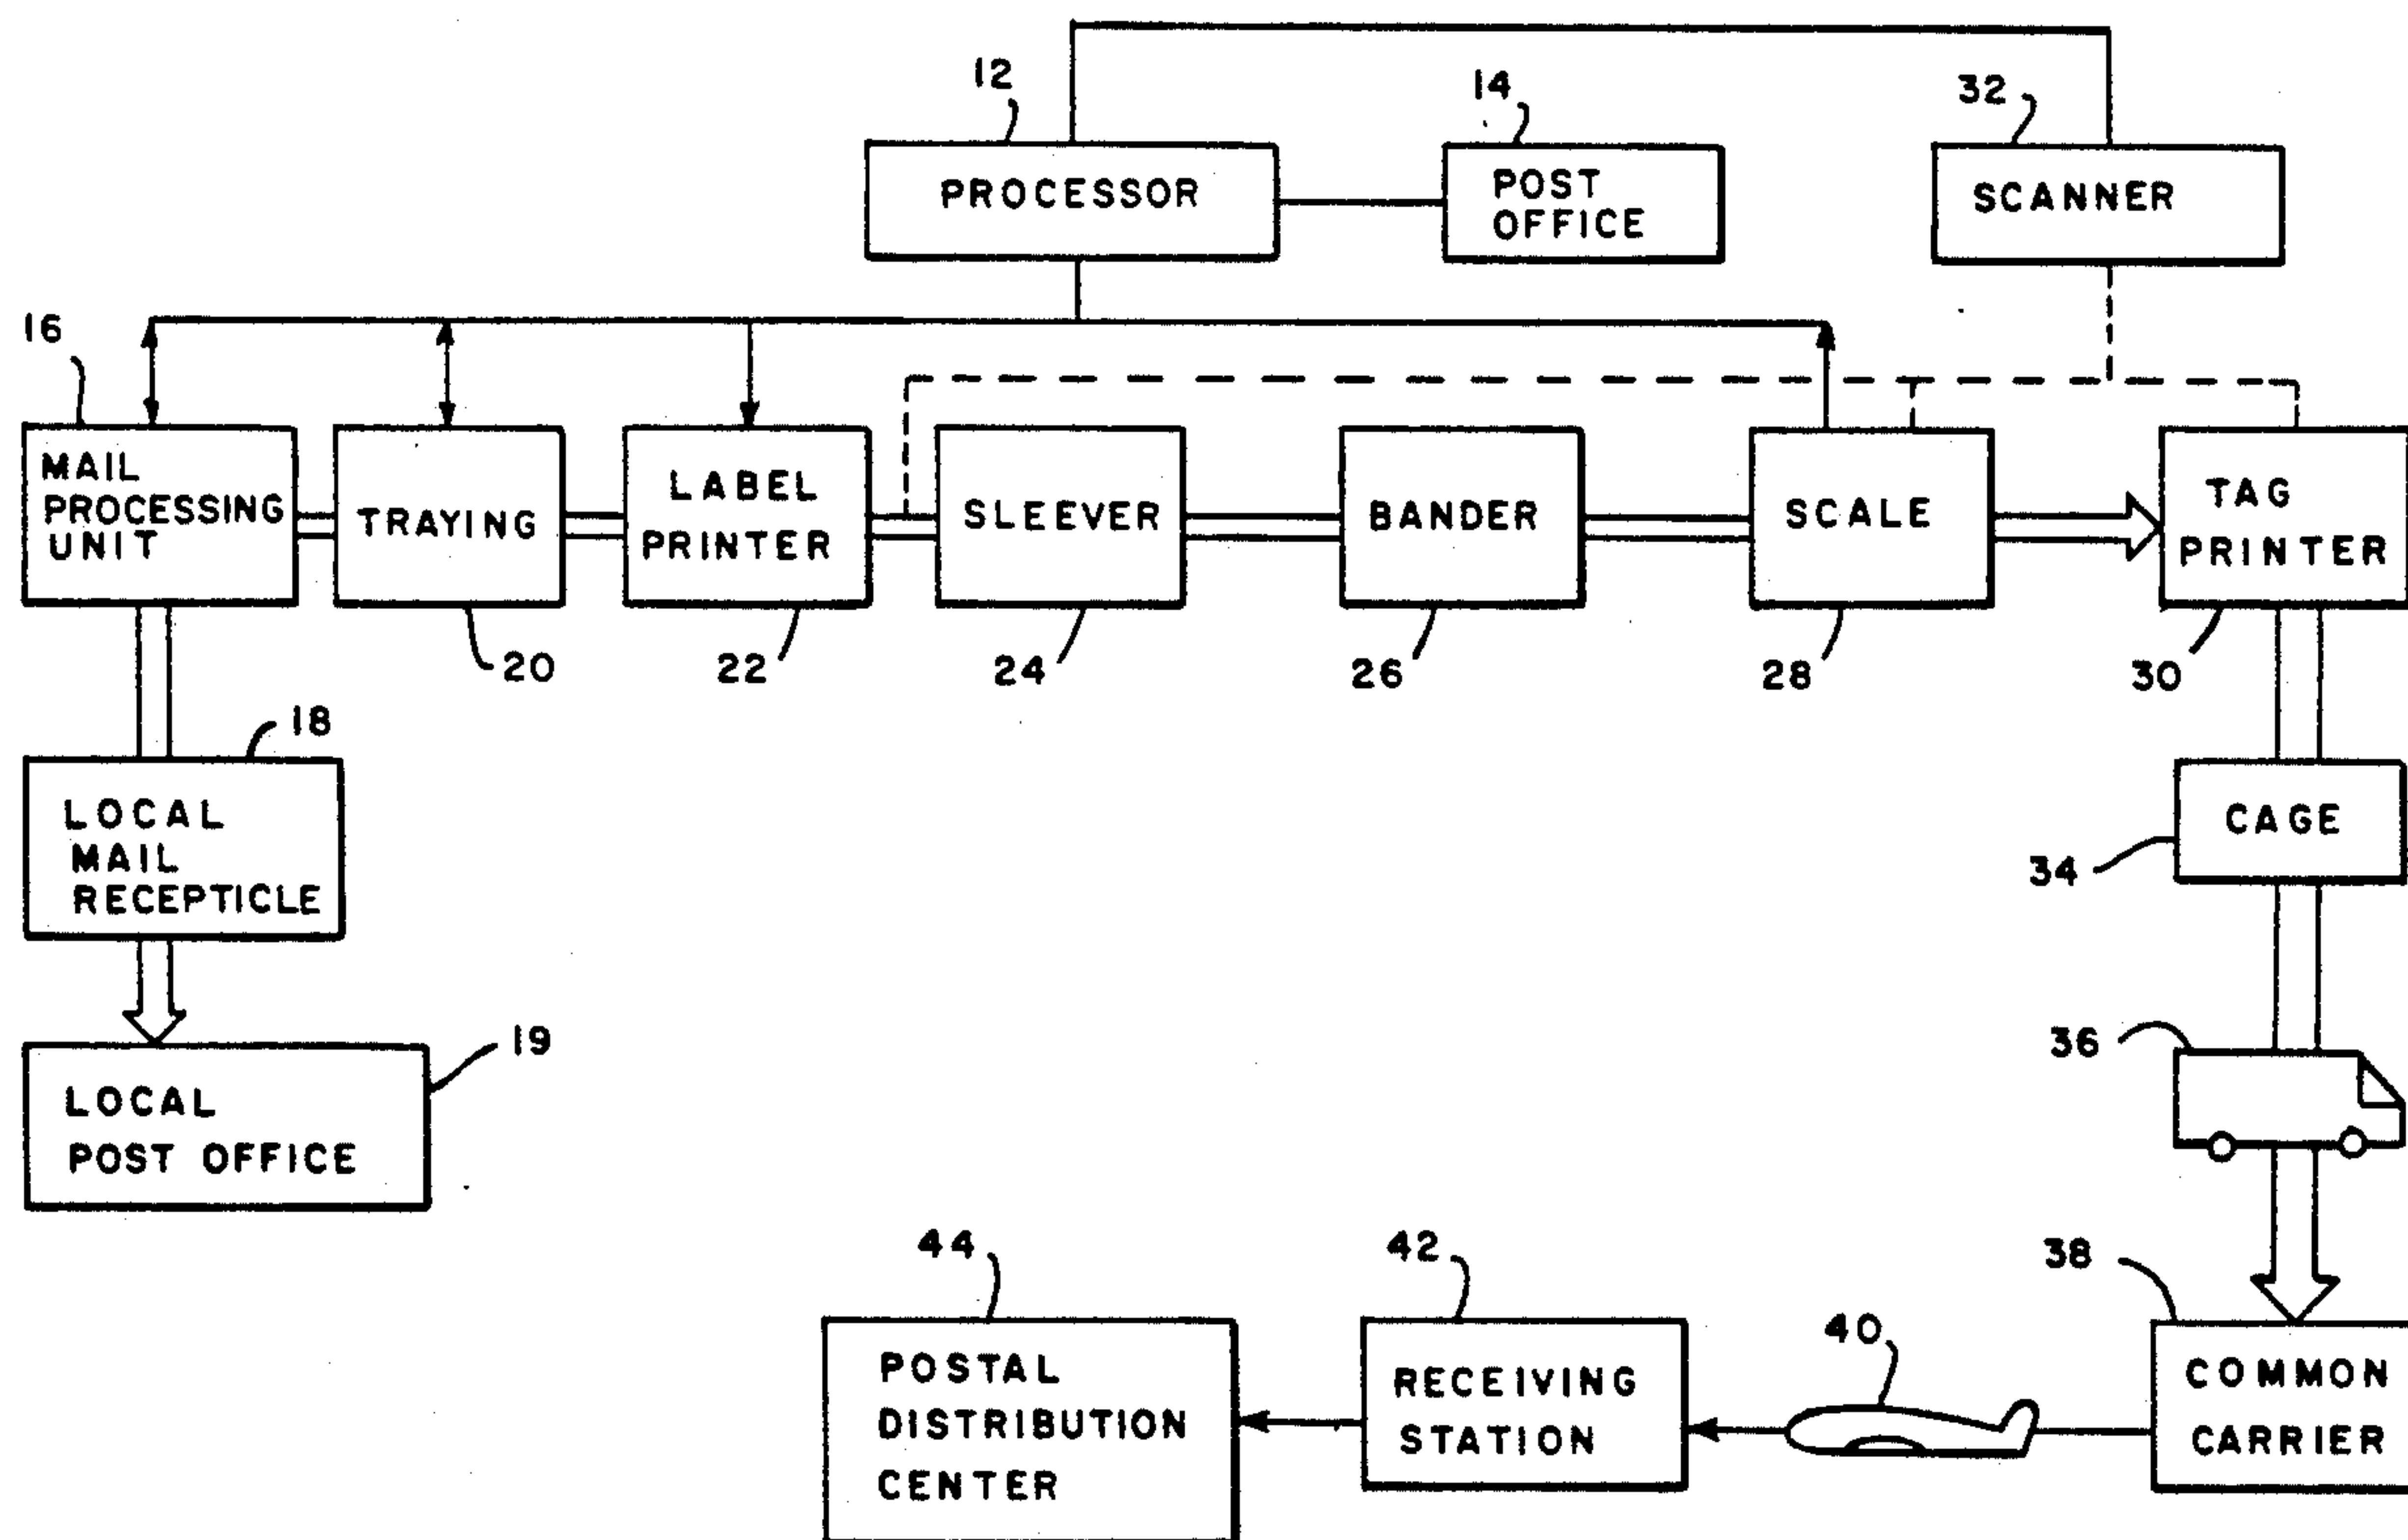 12
14
32
PROCESSOR
POST
OFFICE
SCANNER
16
MAIL
PROCESSING
UNIT
TRAYING
LABEL
PRINTER
SLEEVER
BANDER
SCALE
TAG
PRINTER
20
22
24
26
28
30
18
LOCAL
MAIL
RECEPTICLE
CAGE
34
19
LOCAL
POST OFFICE
36
38
44
42
40
POSTAL
DISTRIBUTION
CENTER
RECEIVING
STATION
COMMON
CARRIER